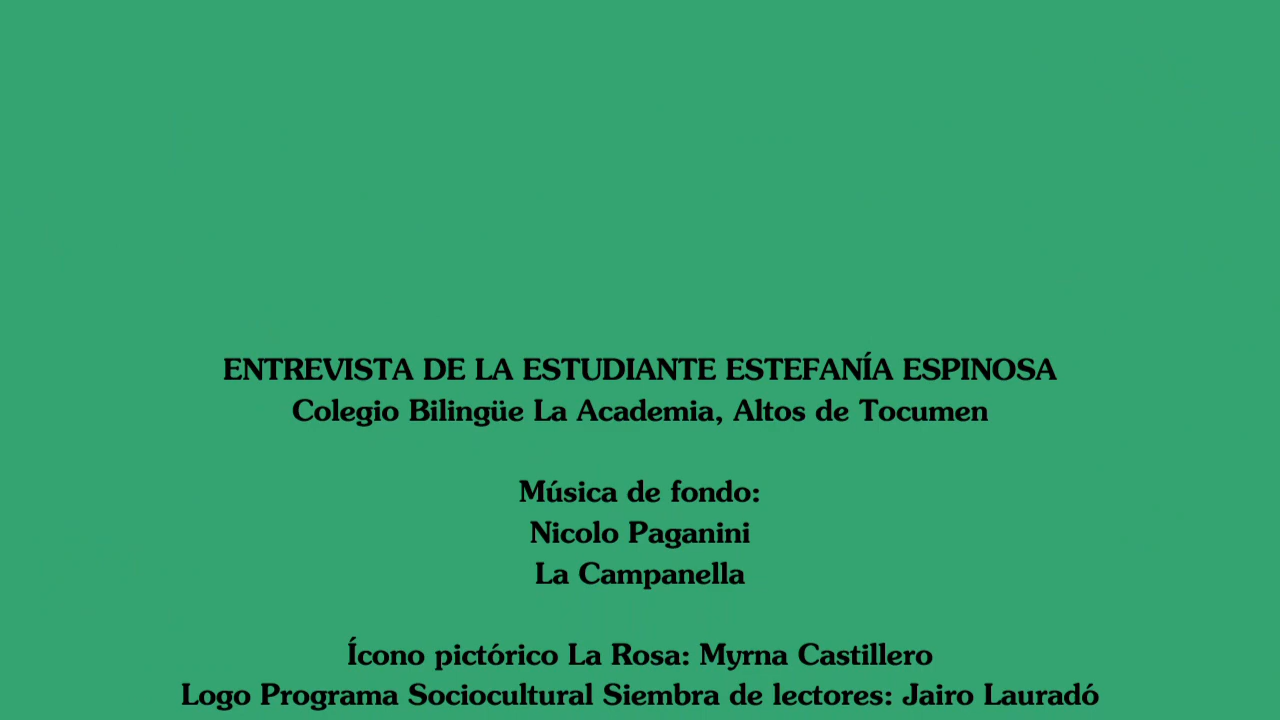 ENTREVISTA DE LA ESTUDIANTE ESTEFANÍA ESPINOSA
Colegio Bilingüe La Academia, Altos de Tocumen
Música de fondo:
Nicolo Paganini
La Campanella
Ícono pictórico La Rosa: Myrna Castillero
Logo Programa Sociocultural Siembra de lectores: Jairo Lauradó